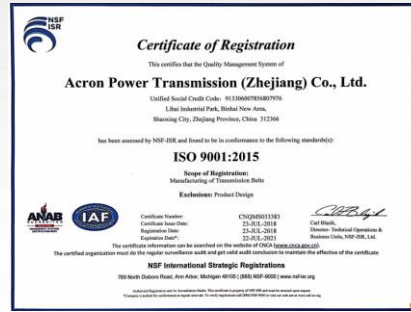 NSF
ISR
Certificate of Registration
This certifies that the Quality Management System of
Acron Power Transmission (Zhejiang) Co., Ltd.
Unified Social Credit Code: 913306007856807976
Lihai Industrial Park, Binhai New Area,
Shaoxing City, Zhejiang Province, China 312366
has been assessed by NSF-ISR and found to be in conformance to the following standard(s):
ISO 9001:2015
Scope of Registration:
Manufacturing of Transmission Belts
Exclusions: Product Design
ANAB
ACCREDITED
IAF
Certificate Number:
Certificate Issue Date: 23-JUL-2018
Registration Date: 23-JUL-2018
Expiration Date*: 22-JUL-2021
Carl Blazik,
Director- Technical Operations &
Business Units, NSF-ISR, Ltd.
The certificate information can be searched on the website of CNCA (www.cnca.gov.cn).
The certified organization must do the regular surveillance audit and get valid audit conclusion to maintain the effective of the certificate
NSF International Strategic Registrations
789 North Dixboro Road, Ann Arbor, Michigan 48105 | (888) NSF-9000 | www.nsf-isr.org